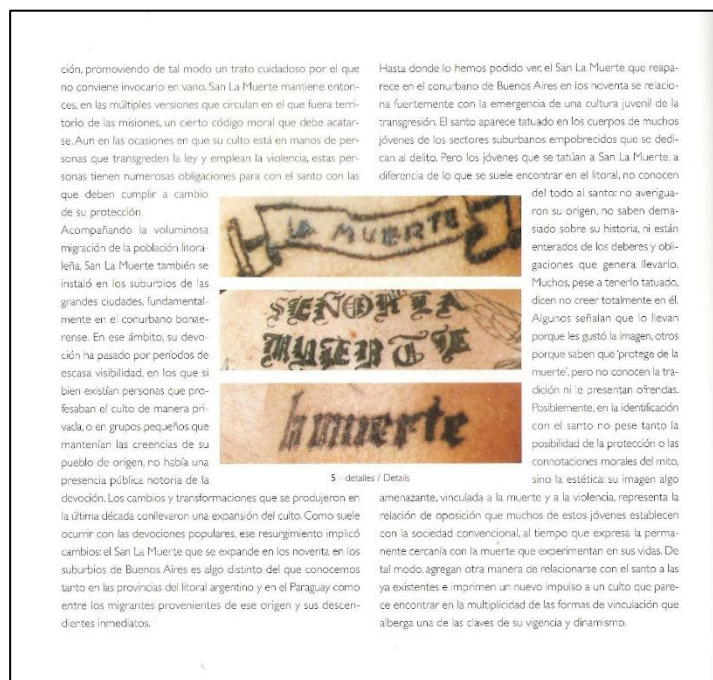 ción, promoviendo de tal modo un trato cuidadoso por el que
no conviene invocarlo en vano. San La Muerte mantiene enton-
ces, en las múltiples versiones que circulan en el que fuera terri-
torio de las misiones, un cierto código moral que debe acatar-
se. Aun en las ocasiones en que su culto está en manos de per-
sonas que transgreden la ley y emplean la violencia, estas per-
sonas tienen numerosas obligaciones para con el santo con las
que deben cumplir a cambio
de su protección.
Acompañando la voluminosa
migración de la población litora-
leña, San La Muerte también se
instaló en los suburbios de las
grandes ciudades, fundamental-
mente en el conurbano bonae-
rense. En ese ámbito, su devo-
ción ha pasado por períodos de
escasa visibilidad, en los que si
bien existían personas que pro-
fesaban el culto de manera pri-
vada, o en grupos pequeños que
mantenían las creencias de su
pueblo de origen, no había una
presencia pública notoria de la
devoción. Los cambios y transformaciones que se produjeron en
la última década conllevaron una expansión del culto. Como suele
ocurrir con las devociones populares, ese resurgimiento implicó
cambios: el San La Muerte que se expande en los noventa en los
suburbios de Buenos Aires es algo distinto del que conocemos
tanto en las provincias del litoral argentino y en el Paraguay como
entre los migrantes provenientes de ese origen y sus descen-
dientes inmediatos.
LA MUERTE
SEÑOR LA
MUERTE
la muerte
5 - detalles / Details
Hasta donde lo hemos podido ver, el San La Muerte que reapa-
rece en el conurbano de Buenos Aires en los noventa se relacio-
na fuertemente con la emergencia de una cultura juvenil de la
transgresión. El santo aparece tatuado en los cuerpos de muchos
jóvenes de los sectores suburbanos empobrecidos que se dedi-
can al delito. Pero los jóvenes que se tatúan a San La Muerte, a
diferencia de lo que se suele encontrar en el litoral, no conocen
del todo al santo: no averigua-
ron su origen, no saben dema-
siado sobre su historia, ni están
enterados de los deberes y obli-
gaciones que genera llevarlo.
Muchos, pese a tenerlo tatuado,
dicen no creer totalmente en él.
Algunos señalan que lo llevan
porque les gustó la imagen, otros
porque saben que 'protege de la
muerte', pero no conocen la tra-
dición ni le presentan ofrendas.
Posiblemente, en la identificación
con el santo no pese tanto la
posibilidad de la protección o las
connotaciones morales del mito,
sino la estética: su imagen algo
amenazante, vinculada a la muerte y a la violencia, representa la
relación de oposición que muchos de estos jóvenes establecen
con la sociedad convencional, al tiempo que expresa la perma-
nente cercanía con la muerte que experimentan en sus vidas. De
tal modo, agregan otra manera de relacionarse con el santo a las
ya existentes e imprimen un nuevo impulso a un culto que pare-
ce encontrar en la multiplicidad de las formas de vinculación que
alberga una de las claves de su vigencia y dinamismo.